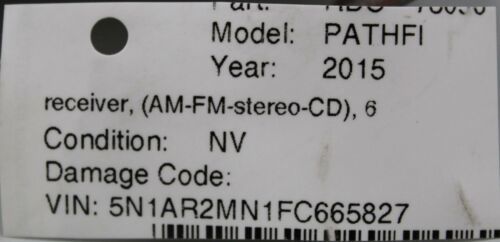 Model: PATHFI
Year: 2015
receiver, (AM-FM-stereo-CD), 6
Condition: NV
Damage Code:
VIN: 5N1AR2MN1FC665827